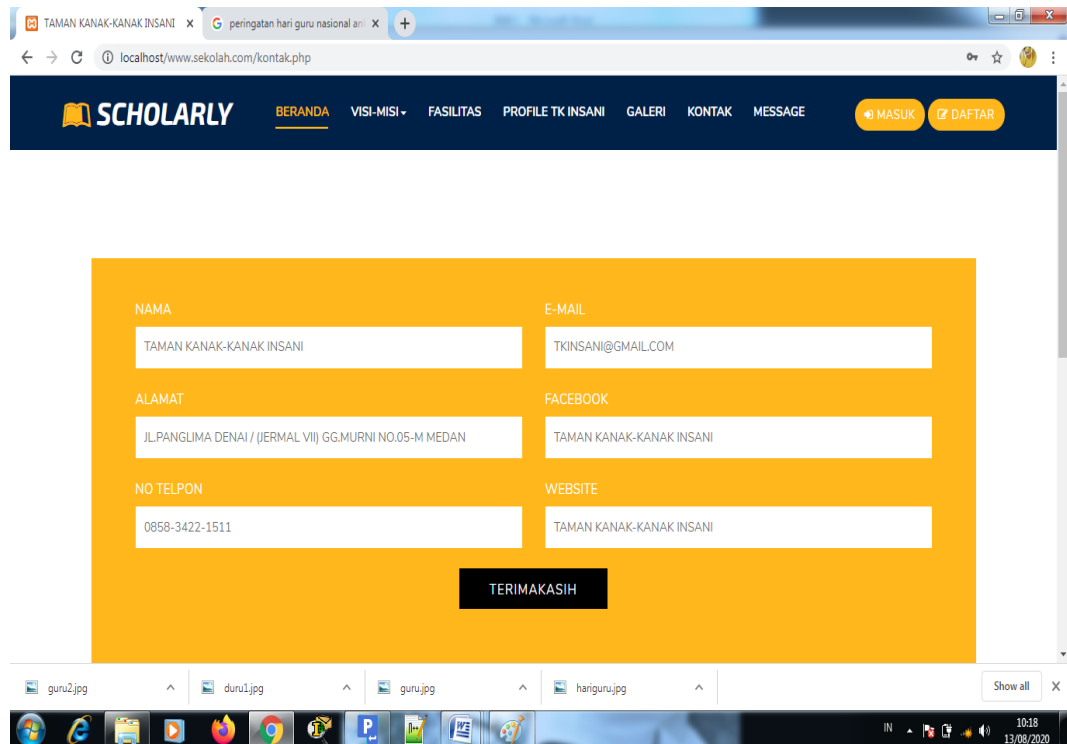 TAMAN KANAK-KANAK INSANI
peringatan hari guru nasional an
localhost/www.sekolah.com/kontak.php
SCHOLARLY BERANDA VISI-MISI FASILITAS PROFILE TK INSANI GALERI KONTAK MESSAGE MASUK DAFTAR
NAMA E-MAIL
TAMAN KANAK-KANAK INSANI TKINSANI@GMAIL.COM
ALAMAT FACEBOOK
JL.PANGLIMA DENAI / (JERMAL VII) GG.MURNI NO.05-M MEDAN TAMAN KANAK-KANAK INSANI
NO TELPON WEBSITE
0858-3422-1511 TAMAN KANAK-KANAK INSANI
TERIMAKASIH
guru2.jpg duru1.jpg guru.jpg hariguru.jpg Show all
IN 10:18
13/08/2020